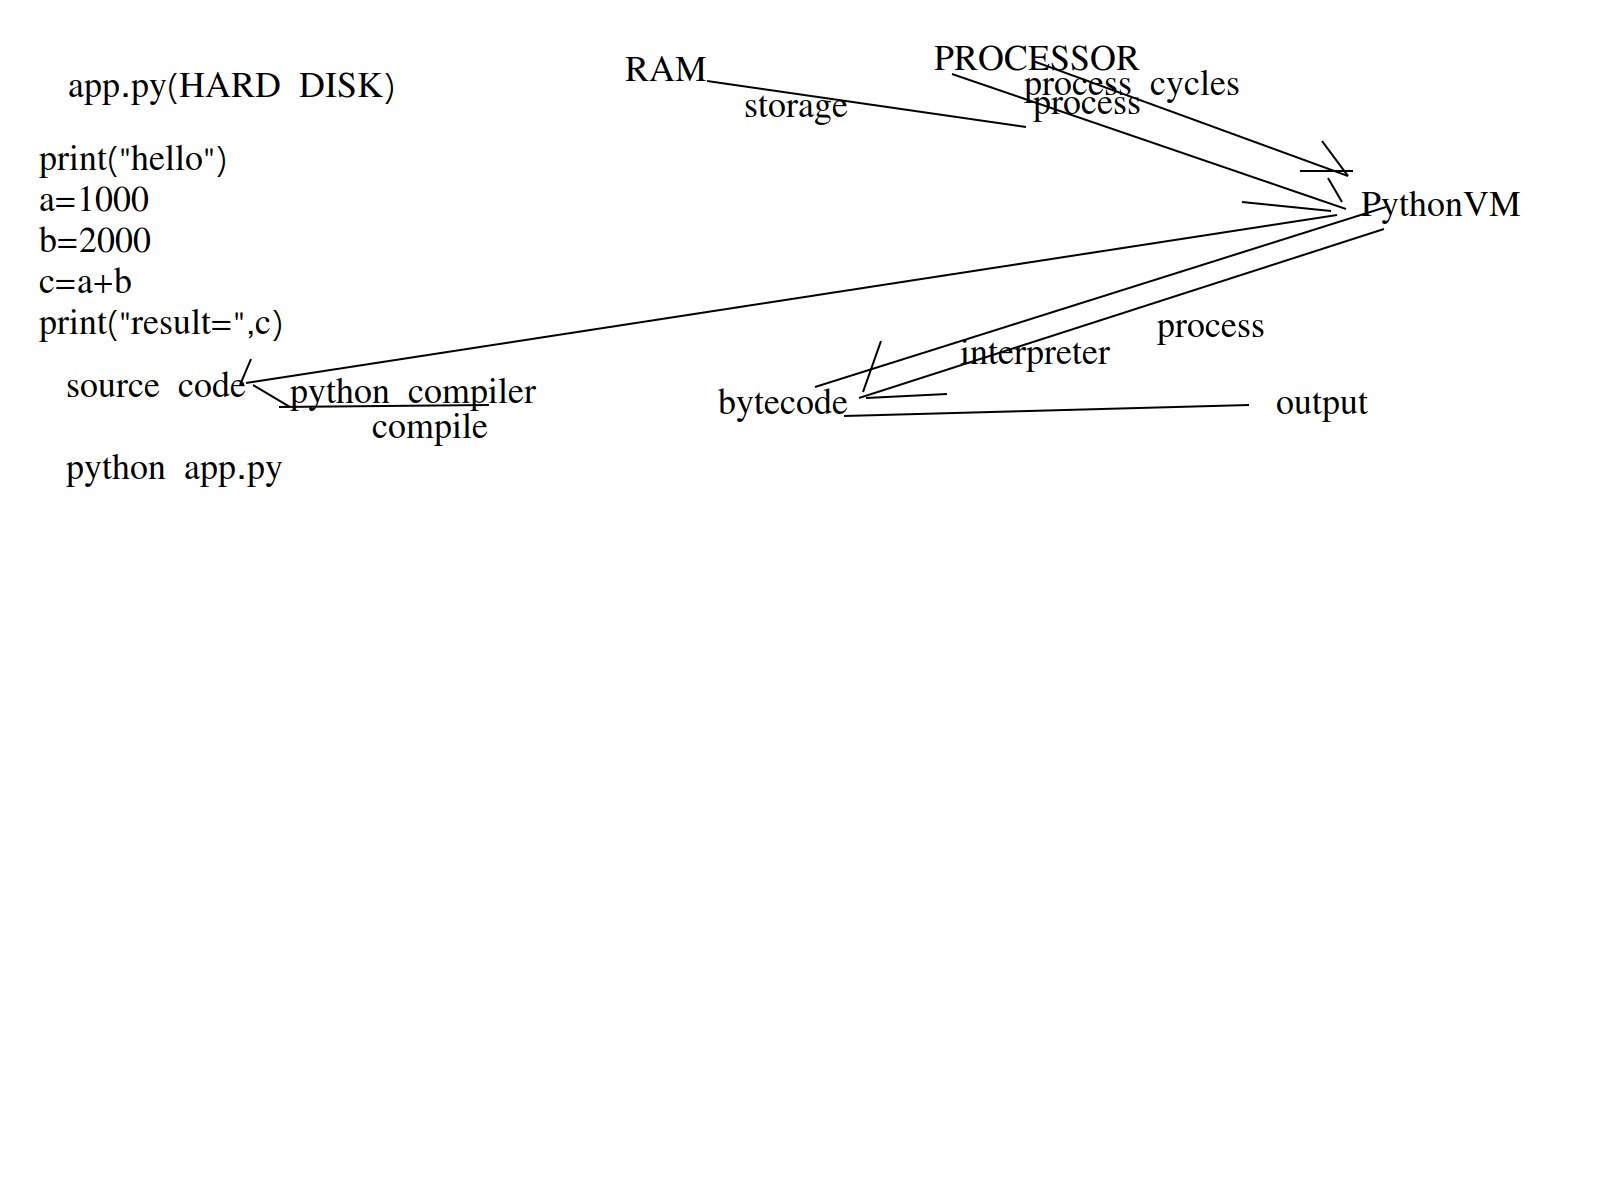 app.py(HARD DISK)
RAM
PROCESSOR
storage
process cycles
process
print("hello")
a=1000
b=2000
c=a+b
print("result=",c)
PythonVM
process
interpreter
source code
python compiler
compile
bytecode
output
python app.py